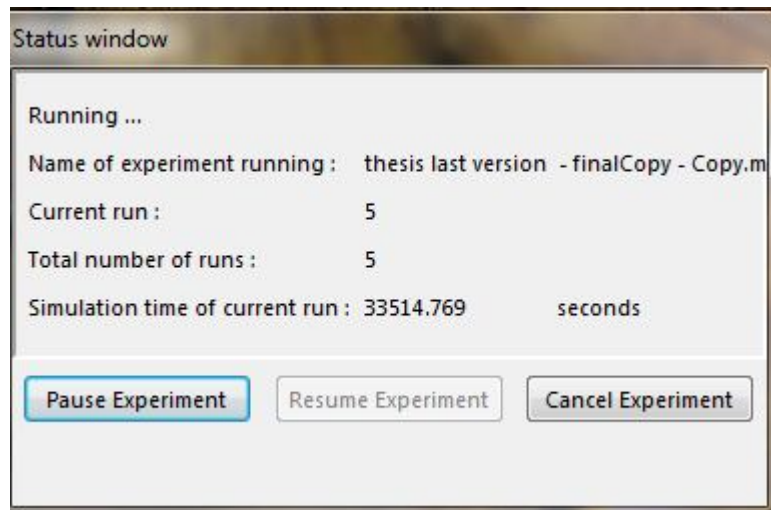 Status window
Running ...
Name of experiment running : thesis last version - finalCopy - Copy.m
Current run : 5
Total number of runs : 5
Simulation time of current run : 33514.769 seconds
Pause Experiment Resume Experiment Cancel Experiment